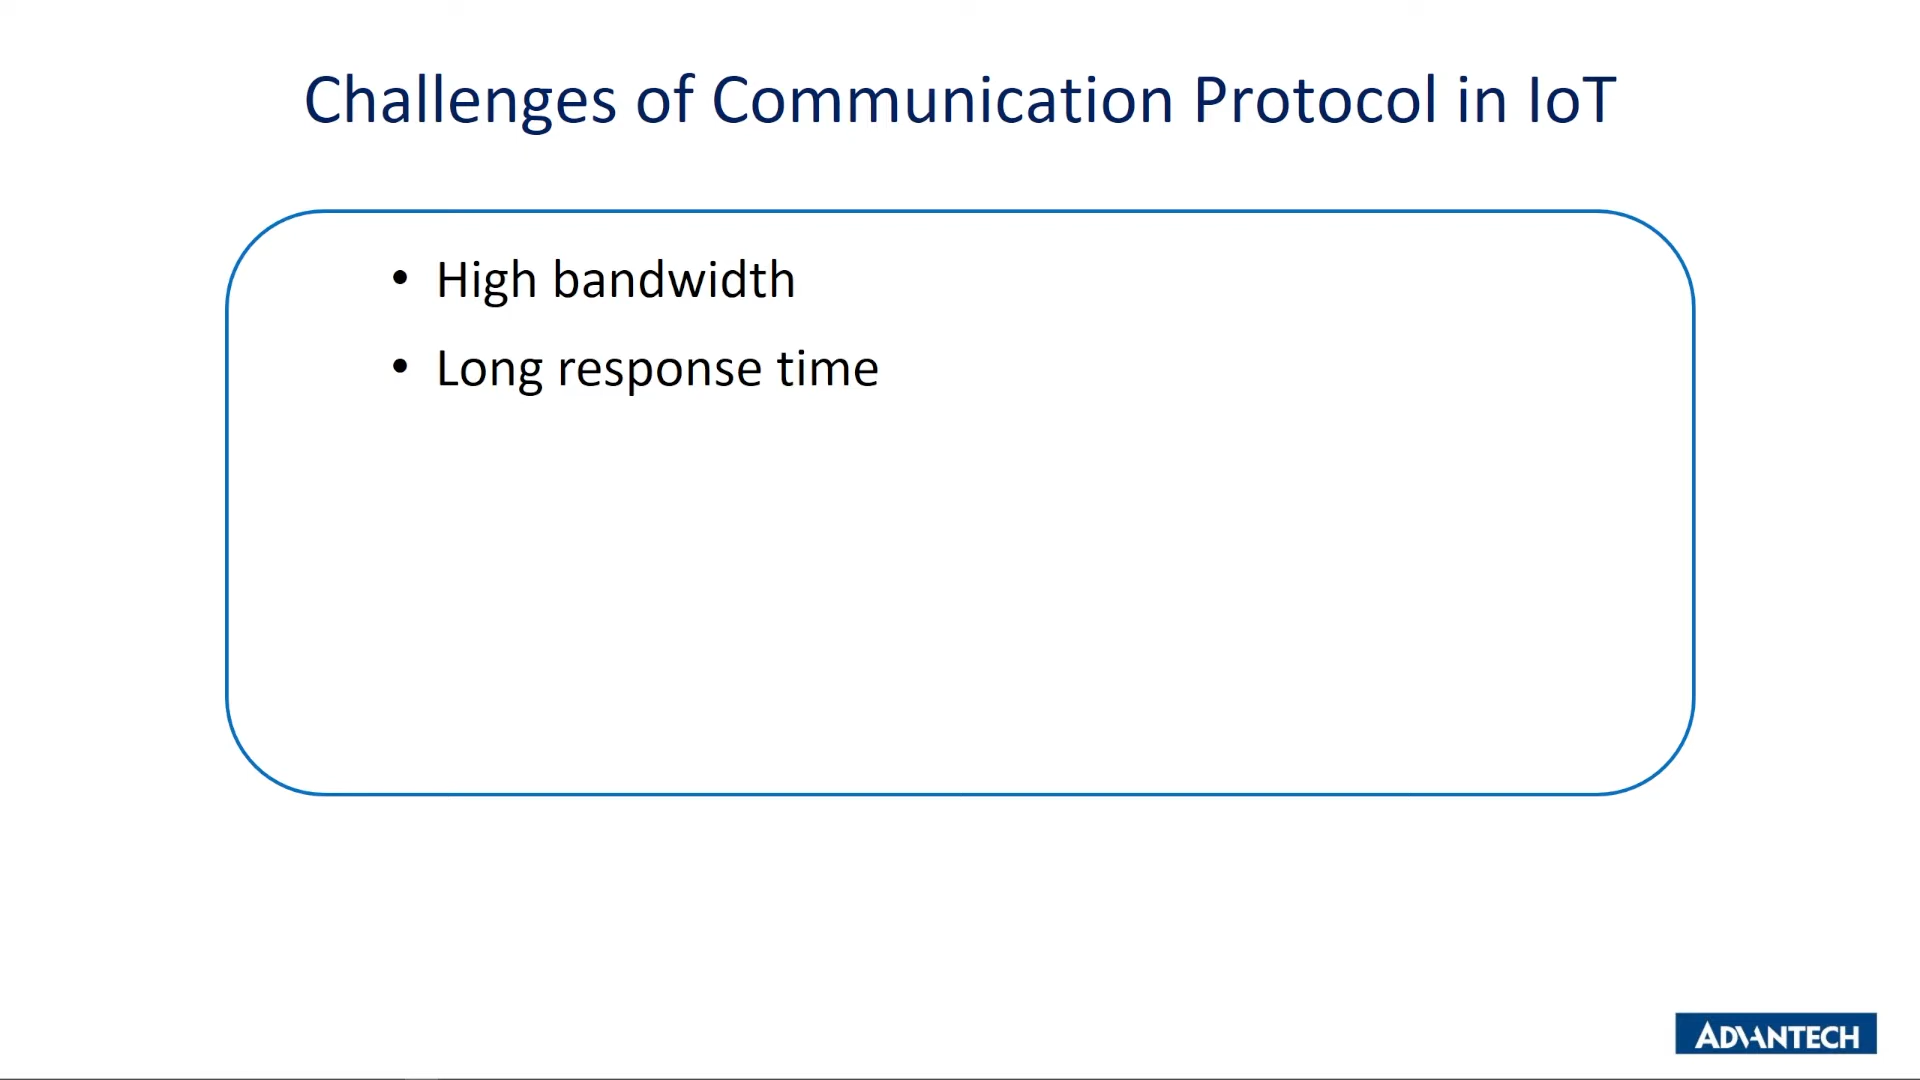 Challenges of Communication Protocol in IoT
• High bandwidth
• Long response time
ADVANTECH